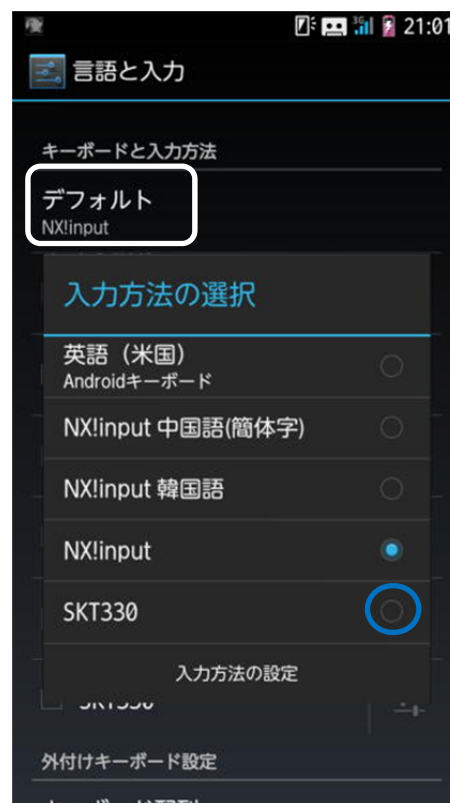 3G 21:01
言語と入力
キーボードと入力方法
デフォルト
NX!input
入力方法の選択
英語（米国）
Androidキーボード
NX!input 中国語(簡体字)
NX!input 韓国語
NX!input
SKT330
入力方法の設定
SKT330
外付けキーボード設定